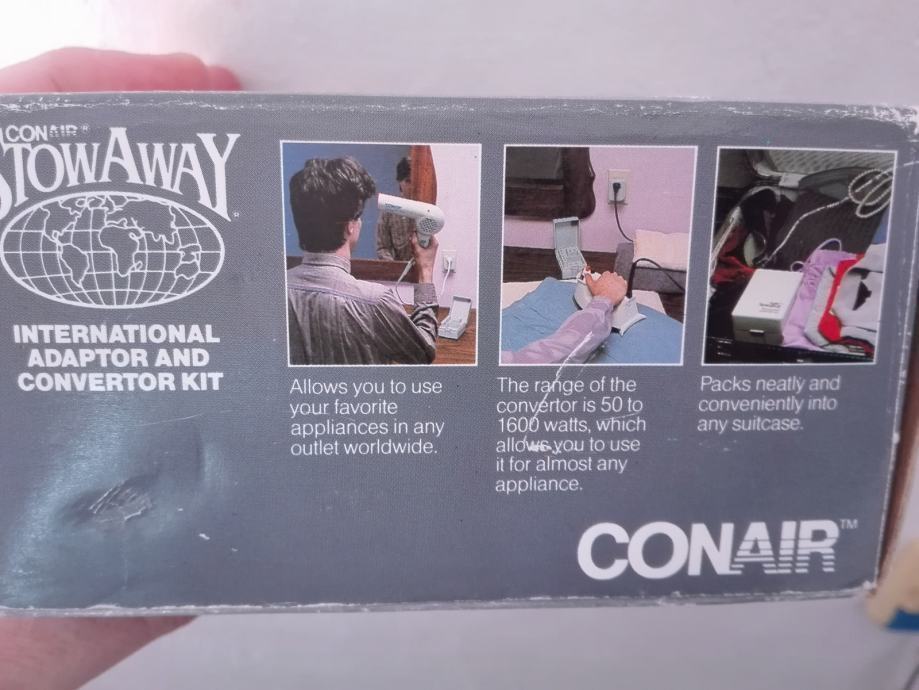 CONAIR®
STOWAWAY®
INTERNATIONAL
ADAPTOR AND
CONVERTOR KIT
Allows you to use
your favorite
appliances in any
outlet worldwide.
The range of the
convertor is 50 to
1600 watts, which
allows you to use
it for almost any
appliance.
Packs neatly and
conveniently into
any suitcase.
CONAIR™